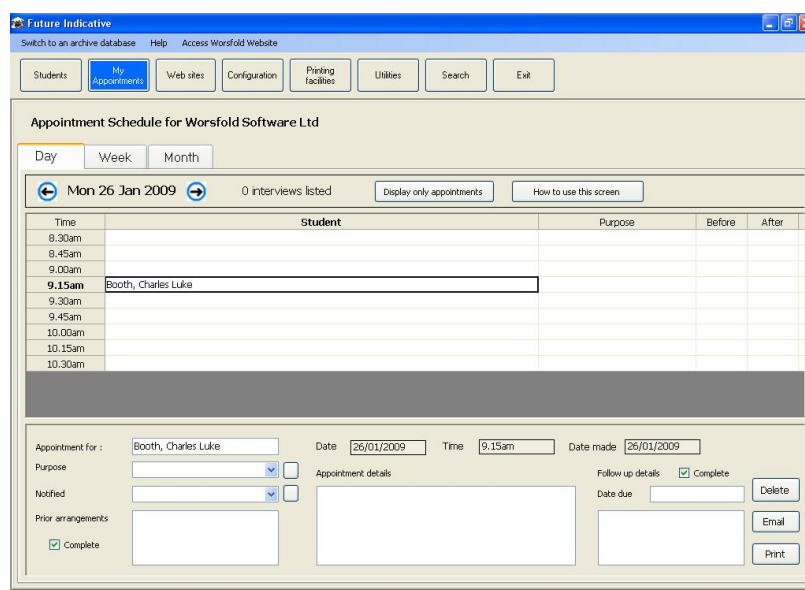 Future Indicative
Switch to an archive database Help Access Worsfold Website
Students My Appointments Web sites Configuration Printing facilities Utilities Search Exit
Appointment Schedule for Worsfold Software Ltd
Day Week Month
Mon 26 Jan 2009 0 interviews listed Display only appointments How to use this screen
Time Student Purpose Before After
8.30am
8.45am
9.00am
9.15am Booth, Charles Luke
9.30am
9.45am
10.00am
10.15am
10.30am
Appointment for : Booth, Charles Luke Date 26/01/2009 Time 9.15am Date made 26/01/2009
Purpose Appointment details Follow up details Complete
Notified Date due Delete
Prior arrangements Email
Complete Print